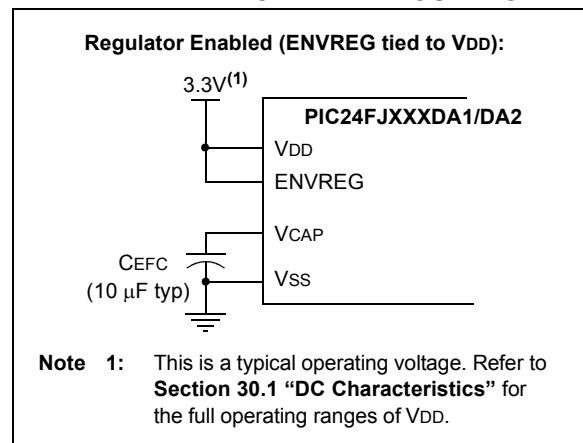 Regulator Enabled (ENVREG tied to VDD):
3.3V(1)
PIC24FJXXXDA1/DA2
VDD
ENVREG
VCAP
CEFC
(10 μF typ)
VSS
Note 1: This is a typical operating voltage. Refer to
Section 30.1 “DC Characteristics” for
the full operating ranges of VDD.